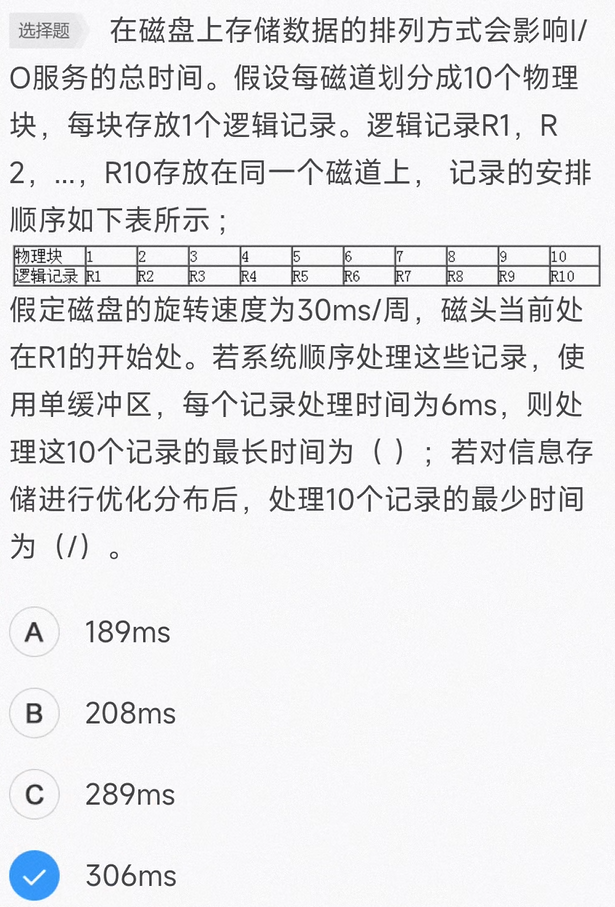 选择题 在磁盘上存储数据的排列方式会影响I/
O服务的总时间。假设每磁道划分成10个物理
块，每块存放1个逻辑记录。逻辑记录R1，R
2，...，R10存放在同一个磁道上， 记录的安排
顺序如下表所示；
物理块 1 2 3 4 5 6 7 8 9 10
逻辑记录 R1 R2 R3 R4 R5 R6 R7 R8 R9 R10
假定磁盘的旋转速度为30ms/周，磁头当前处
在R1的开始处。若系统顺序处理这些记录，使
用单缓冲区，每个记录处理时间为6ms，则处
理这10个记录的最长时间为（ ）；若对信息存
储进行优化分布后，处理10个记录的最少时间
为（/）。
A 189ms
B 208ms
C 289ms
306ms